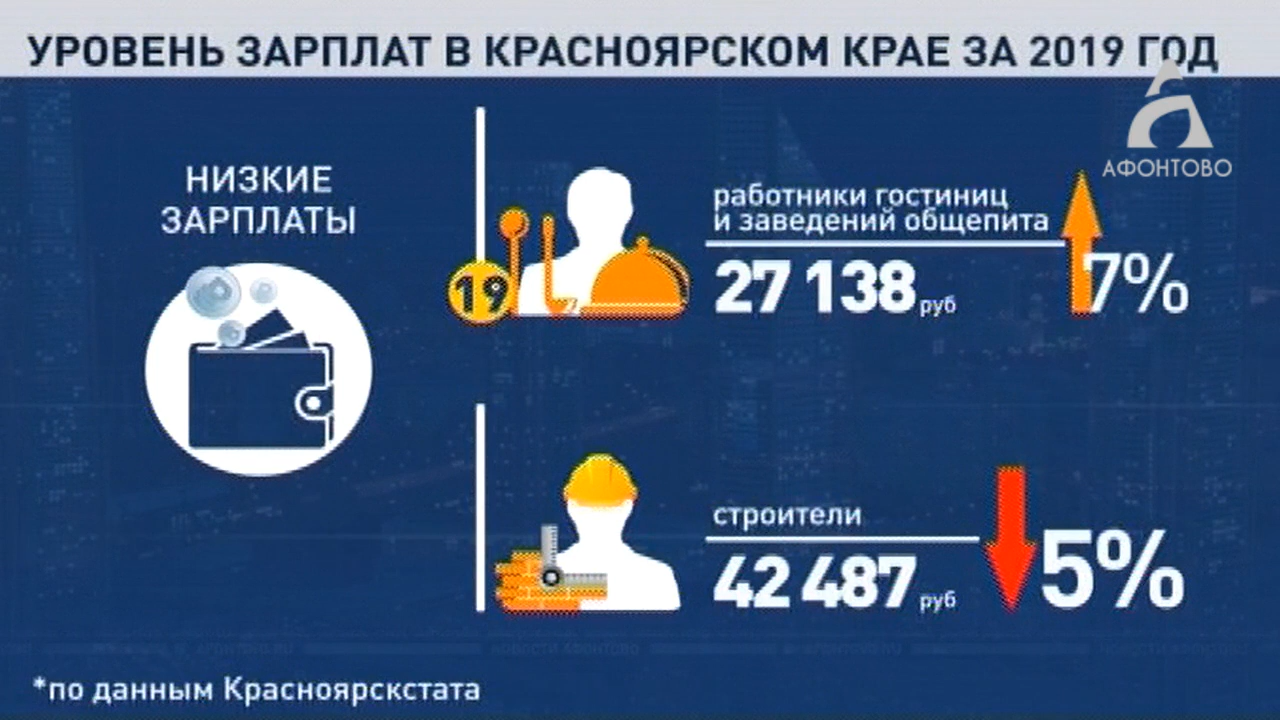 УРОВЕНЬ ЗАРПЛАТ В КРАСНОЯРСКОМ КРАЕ ЗА 2019 ГОД
АФОНТОВО
НИЗКИЕ
ЗАРПЛАТЫ
работники гостиниц
и заведений общепита
19
27 138 руб
7%
строители
42 487 руб
5%
*по данным Красноярскстата